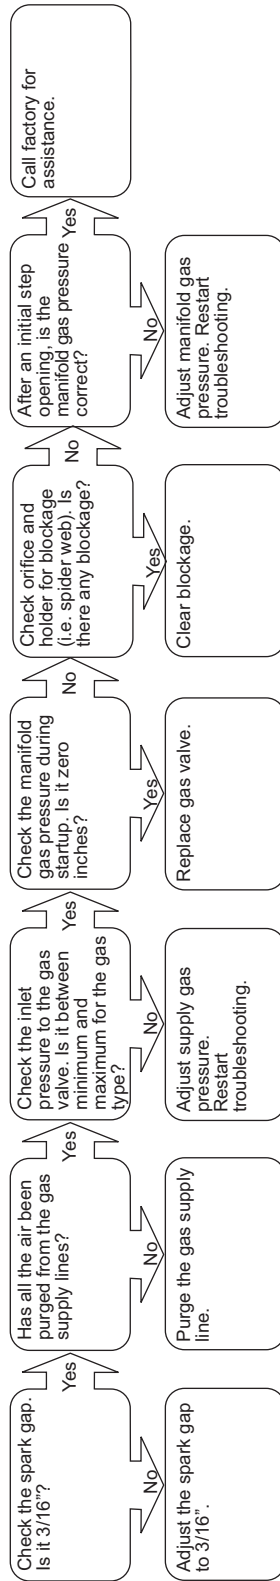 Check the spark gap.
Is it 3/16”?
Yes
No
Adjust the spark gap
to 3/16”.
Has all the air been
purged from the gas
supply lines?
Yes
No
Purge the gas supply
line.
Check the inlet
pressure to the gas
valve. Is it between
minimum and
maximum for the gas
type?
Yes
No
Adjust supply gas
pressure.
Restart
troubleshooting.
Check the manifold
gas pressure during
startup. Is it zero
inches?
No
Yes
Replace gas valve.
Check orifice and
holder for blockage
(i.e. spider web). Is
there any blockage?
No
Yes
Clear blockage.
After an initial step
opening, is the
manifold gas pressure
correct?
Yes
No
Adjust manifold gas
pressure. Restart
troubleshooting.
Call factory for
assistance.